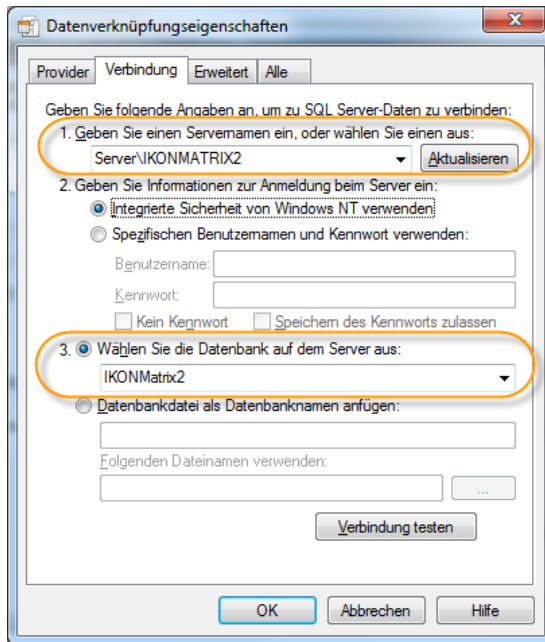 Datenverknüpfungseigenschaften
Provider Verbindung Erweitert Alle
Geben Sie folgende Angaben an, um zu SQL Server-Daten zu verbinden:
1. Geben Sie einen Servernamen ein, oder wählen Sie einen aus:
Server\IKONMATRIX2 Aktualisieren
2. Geben Sie Informationen zur Anmeldung beim Server ein:
Integrierte Sicherheit von Windows NT verwenden
Spezifischen Benutzernamen und Kennwort verwenden:
Benutzername:
Kennwort:
Kein Kennwort Speichern des Kennworts zulassen
3. Wählen Sie die Datenbank auf dem Server aus:
IKONMatrix2
Datenbankdatei als Datenbanknamen anfügen:
Folgenden Dateinamen verwenden:
...
Verbindung testen
OK Abbrechen Hilfe